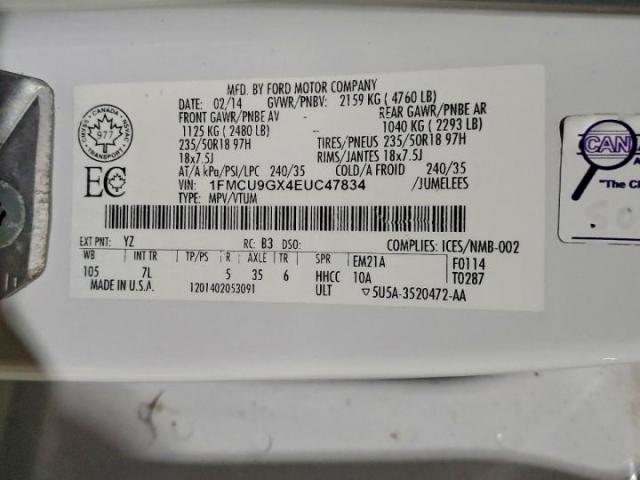 MFD. BY FORD MOTOR COMPANY
DATE: 02/14 GVWR/PNBV: 2159 KG ( 4760 LB)
FRONT GAWR/PNBE AV REAR GAWR/PNBE AR
1125 KG ( 2480 LB) 1040 KG ( 2293 LB)
235/50R18 97H TIRES/PNEUS 235/50R18 97H
18x7.5J RIMS/JANTES 18x7.5J
AT/A kPa/PSI/LPC 240/35 COLD/A FROID 240/35
VIN: 1FMCU9GX4EUC47834 /JUMELEES
TYPE: MPV/VTUM
CANADA
977
TRANSPORT
EC
EXT PNT: YZ RC: B3 DSO: COMPLIES: ICES/NMB-002
WB INT TR TP/PS R AXLE TR SPR EM21A F0114
105 7L 5 35 6 HHCC 10A T0287
MADE IN U.S.A. 1201402053091 ULT ▽5U5A-3520472-AA
CAN
"The Cl